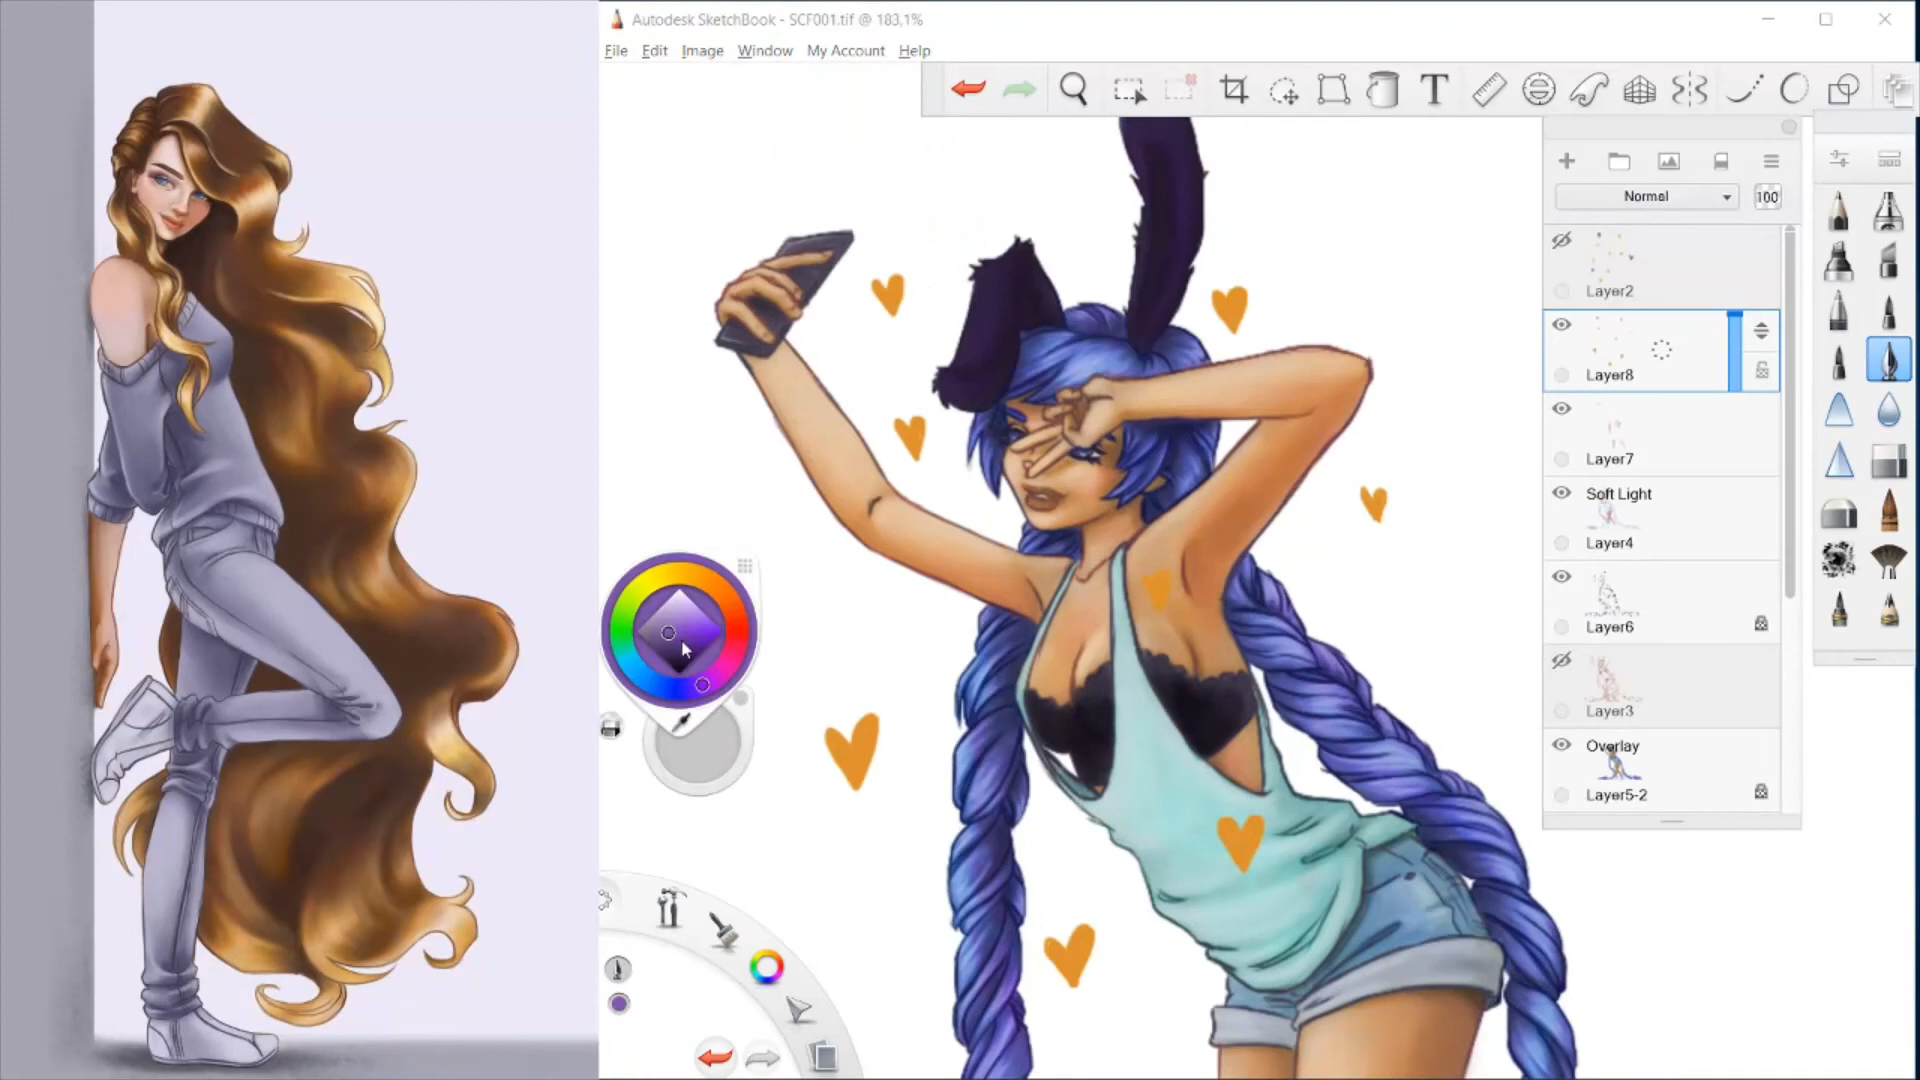 Autodesk SketchBook - SCF001.tif @ 183,1%
File Edit Image Window My Account Help
T
Normal 100
Layer2
Layer8
Layer7
Soft Light
Layer4
Layer6
Layer3
Overlay
Layer5-2